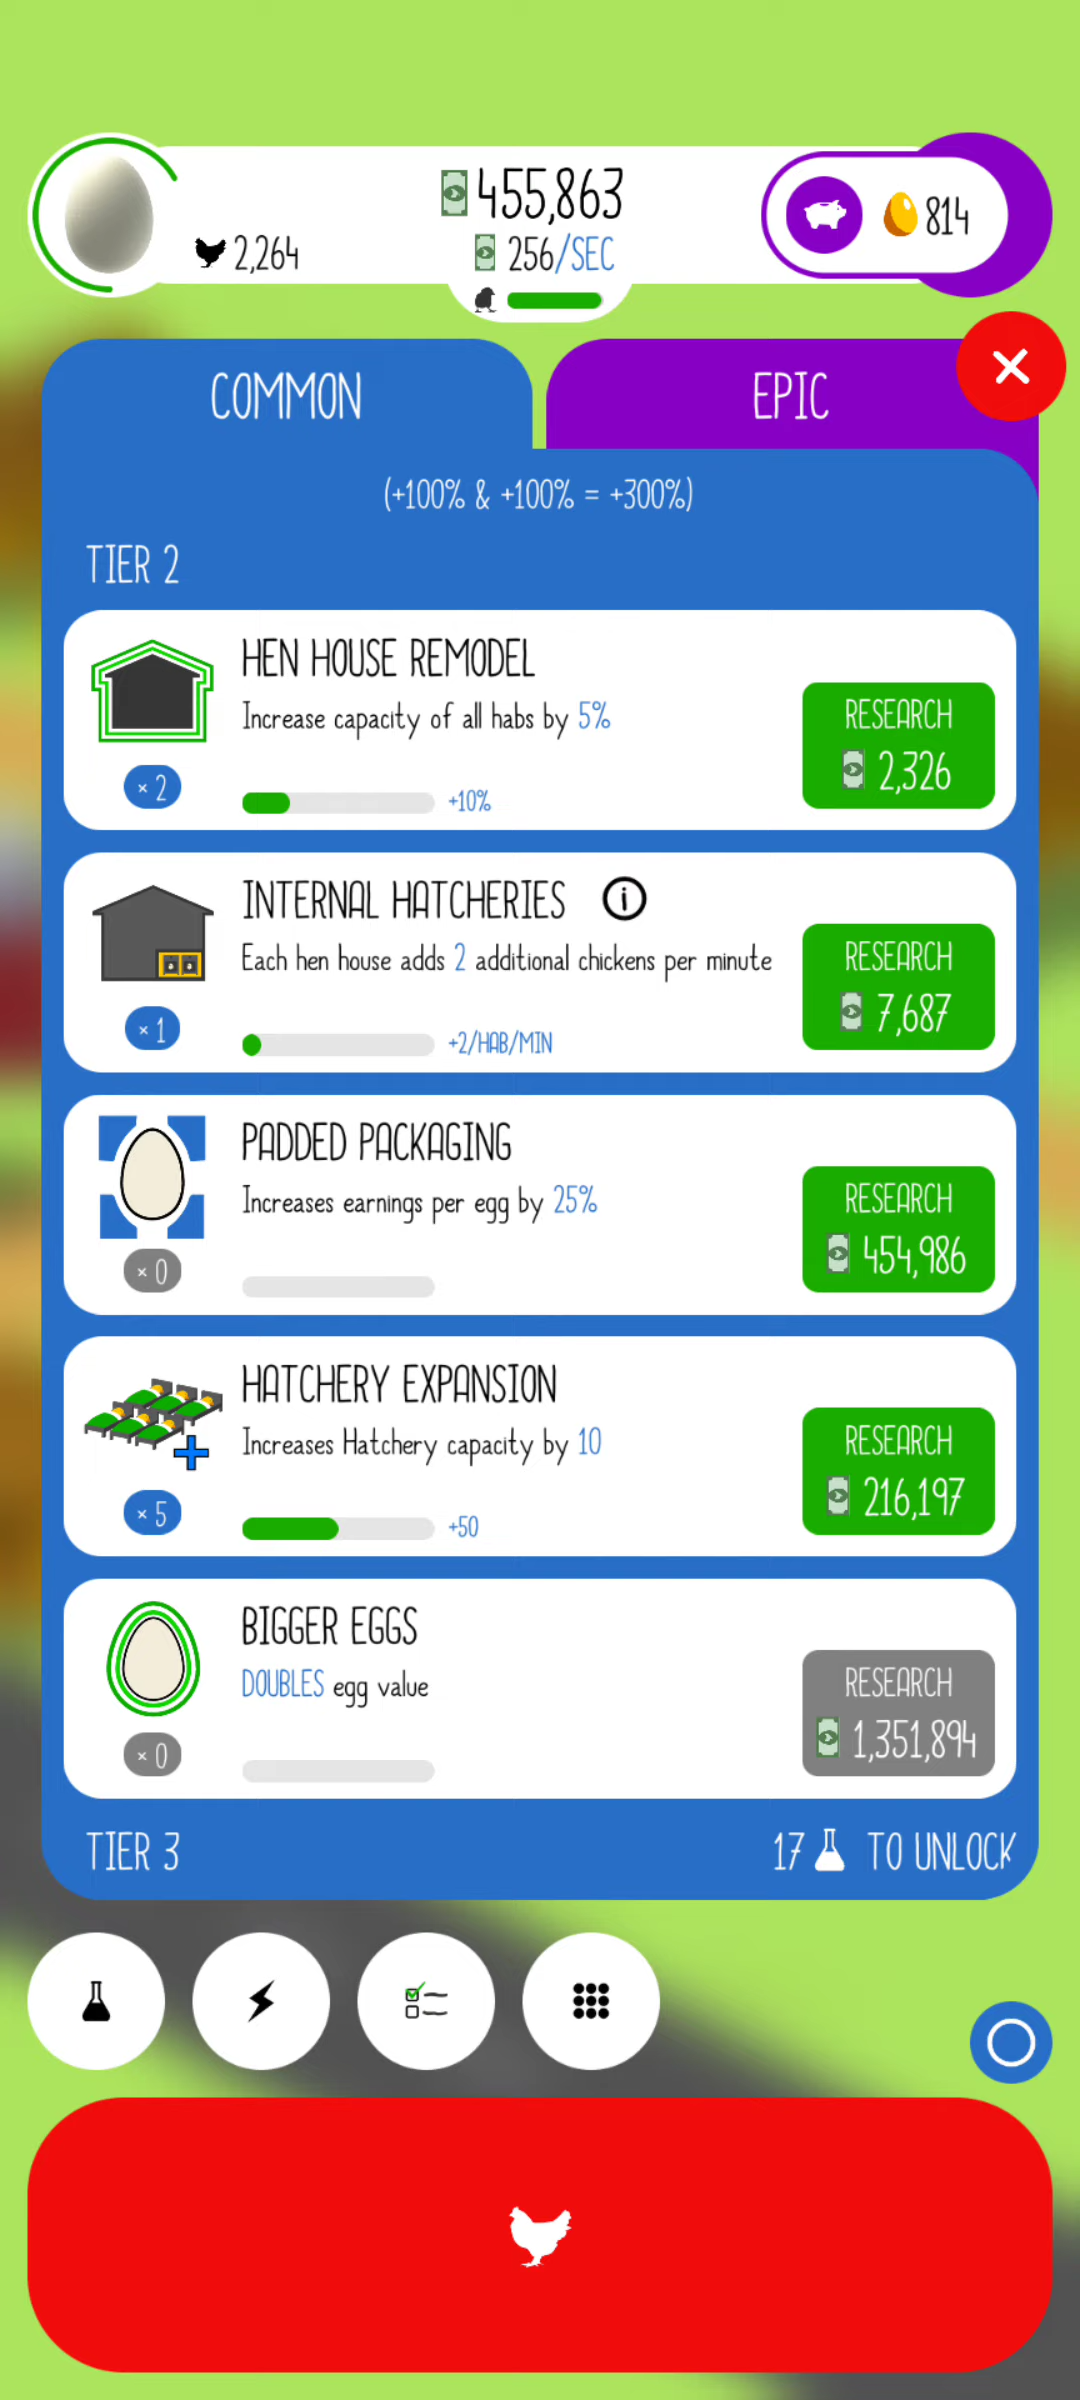 455,863
814
2,264
256/SEC
COMMON
EPIC
(+100% & +100% = +300%)
TIER 2
HEN HOUSE REMODEL
Increase capacity of all habs by 5%
RESEARCH
2,326
× 2
+10%
INTERNAL HATCHERIES
Each hen house adds 2 additional chickens per minute
RESEARCH
7,687
× 1
+2/HAB/MIN
PADDED PACKAGING
Increases earnings per egg by 25%
RESEARCH
454,986
× 0
HATCHERY EXPANSION
Increases Hatchery capacity by 10
RESEARCH
216,197
× 5
+50
BIGGER EGGS
DOUBLES egg value
RESEARCH
1,351,894
× 0
TIER 3
17 TO UNLOCK